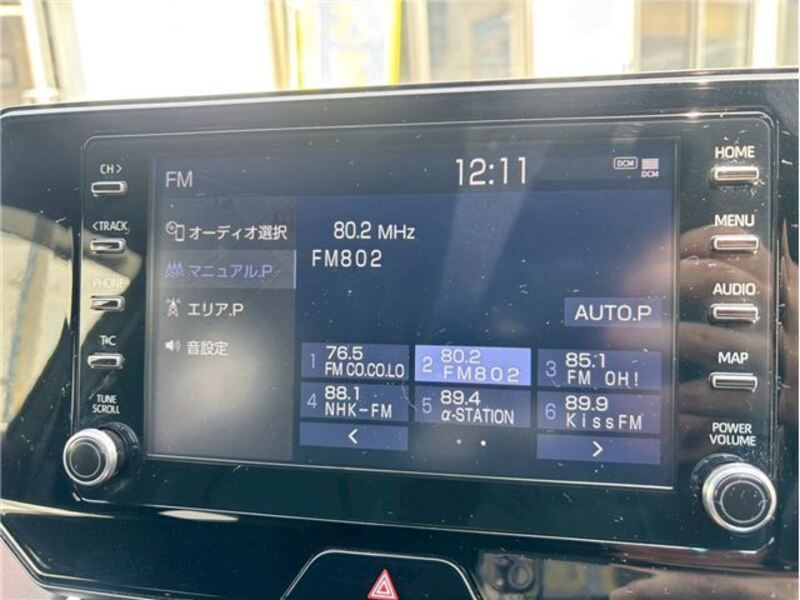 CH >
<TRACK
PHONE
T C
TUNE
SCROLL
FM
12:11
DCM
DCM
オーディオ選択
マニュアル.P
エリア.P
音設定
80.2 MHz
FM802
AUTO.P
1 76.5
FM CO.CO.LO
2 80.2
FM802
3 85.1
FM OH!
4 88.1
NHK-FM
5 89.4
α-STATION
6 89.9
KissFM
<
>
HOME
MENU
AUDIO
MAP
POWER
VOLUME